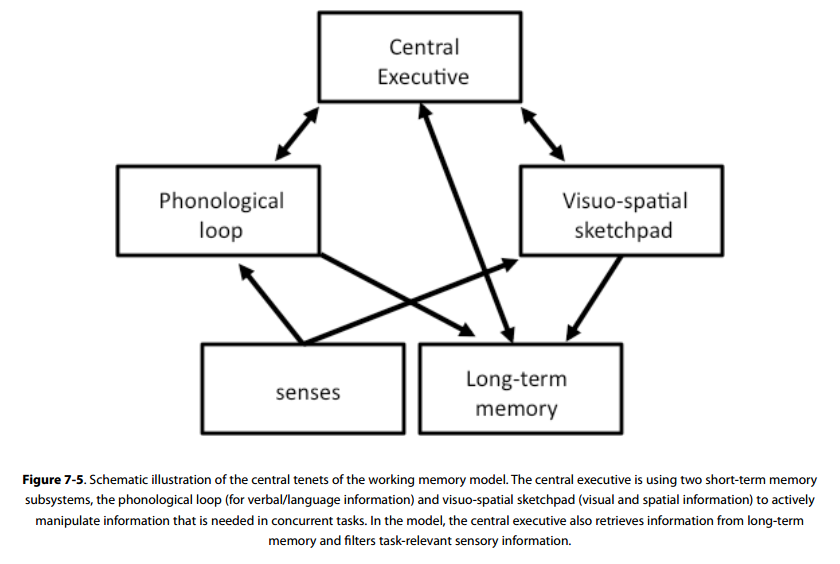 Central
Executive
Phonological
loop
Visuo-spatial
sketchpad
senses
Long-term
memory
Figure 7-5. Schematic illustration of the central tenets of the working memory model. The central executive is using two short-term memory
subsystems, the phonological loop (for verbal/language information) and visuo-spatial sketchpad (visual and spatial information) to actively
manipulate information that is needed in concurrent tasks. In the model, the central executive also retrieves information from long-term
memory and filters task-relevant sensory information.